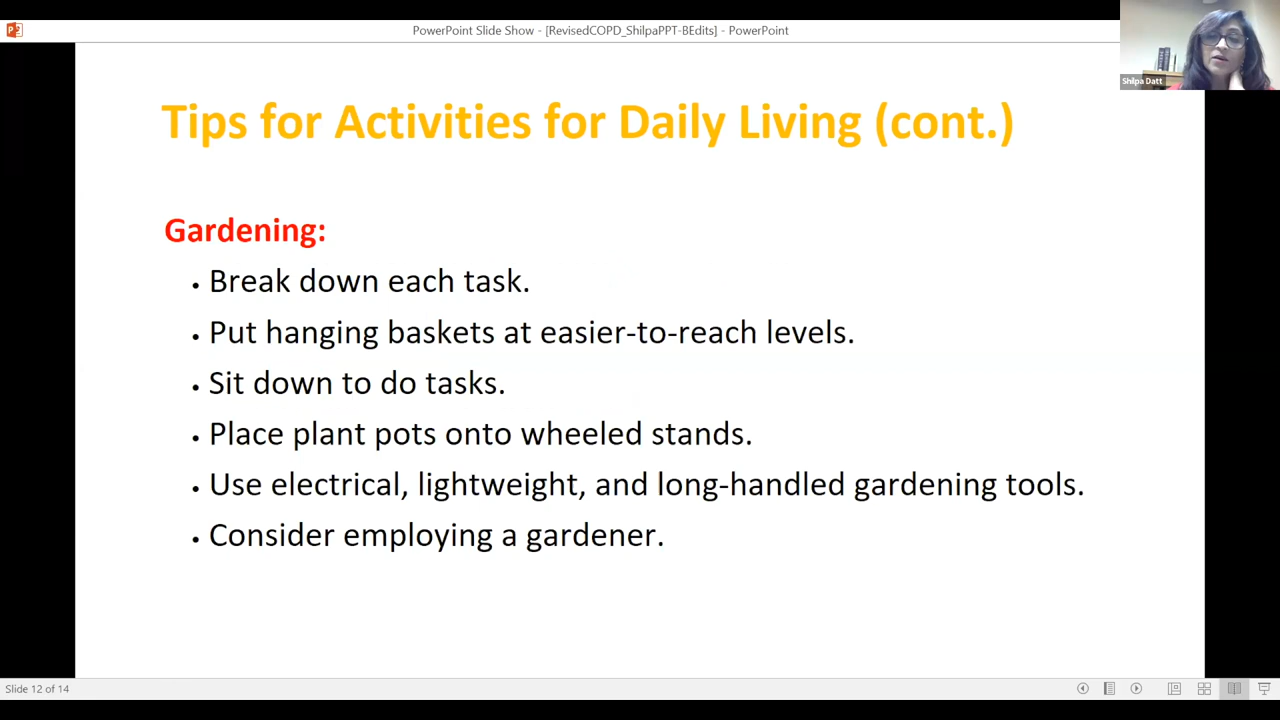 PowerPoint Slide Show - [RevisedCOPD_ShilpaPPT-BEdits] - PowerPoint
Shilpa Datt
Tips for Activities for Daily Living (cont.)
Gardening:
• Break down each task.
• Put hanging baskets at easier-to-reach levels.
• Sit down to do tasks.
• Place plant pots onto wheeled stands.
• Use electrical, lightweight, and long-handled gardening tools.
• Consider employing a gardener.
Slide 12 of 14